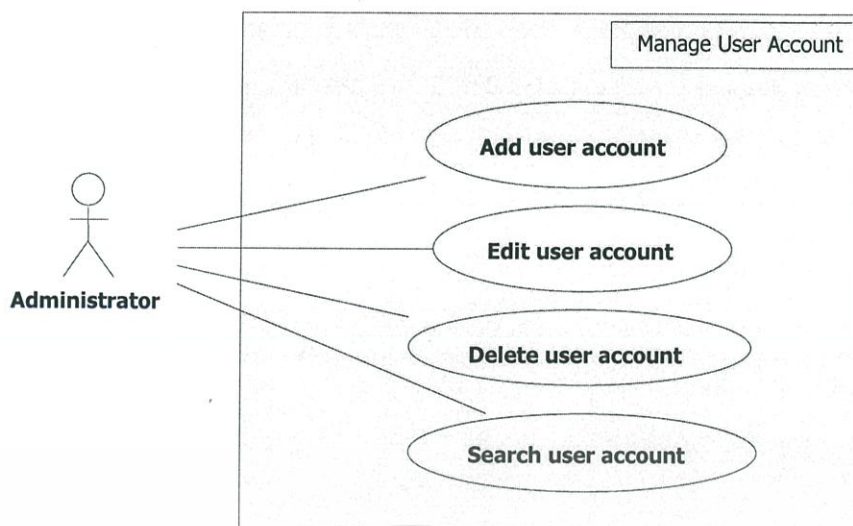 Manage User Account
Add user account
Edit user account
Administrator
Delete user account
Search user account